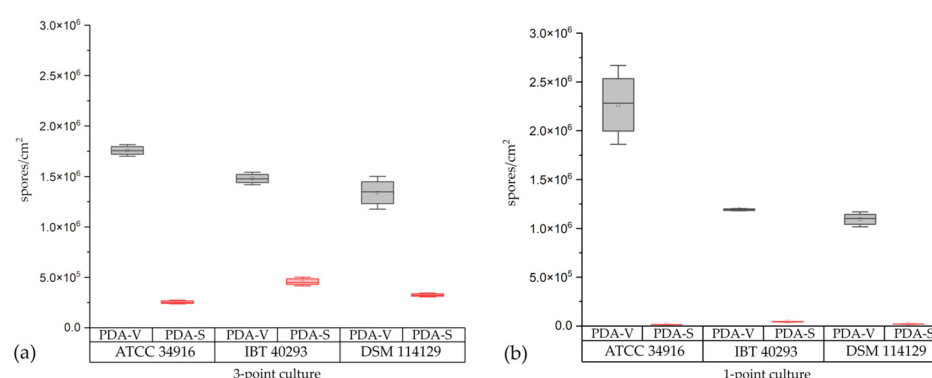 3.0×10⁶
2.5×10⁶
2.0×10⁶
1.5×10⁶
1.0×10⁶
5.0×10⁵
0.0
spores/cm²
PDA-V PDA-S PDA-V PDA-S PDA-V PDA-S
ATCC 34916 IBT 40293 DSM 114129
3-point culture
(a)
3.0×10⁶
2.5×10⁶
2.0×10⁶
1.5×10⁶
1.0×10⁶
5.0×10⁵
0.0
spores/cm²
PDA-V PDA-S PDA-V PDA-S PDA-V PDA-S
ATCC 34916 IBT 40293 DSM 114129
1-point culture
(b)